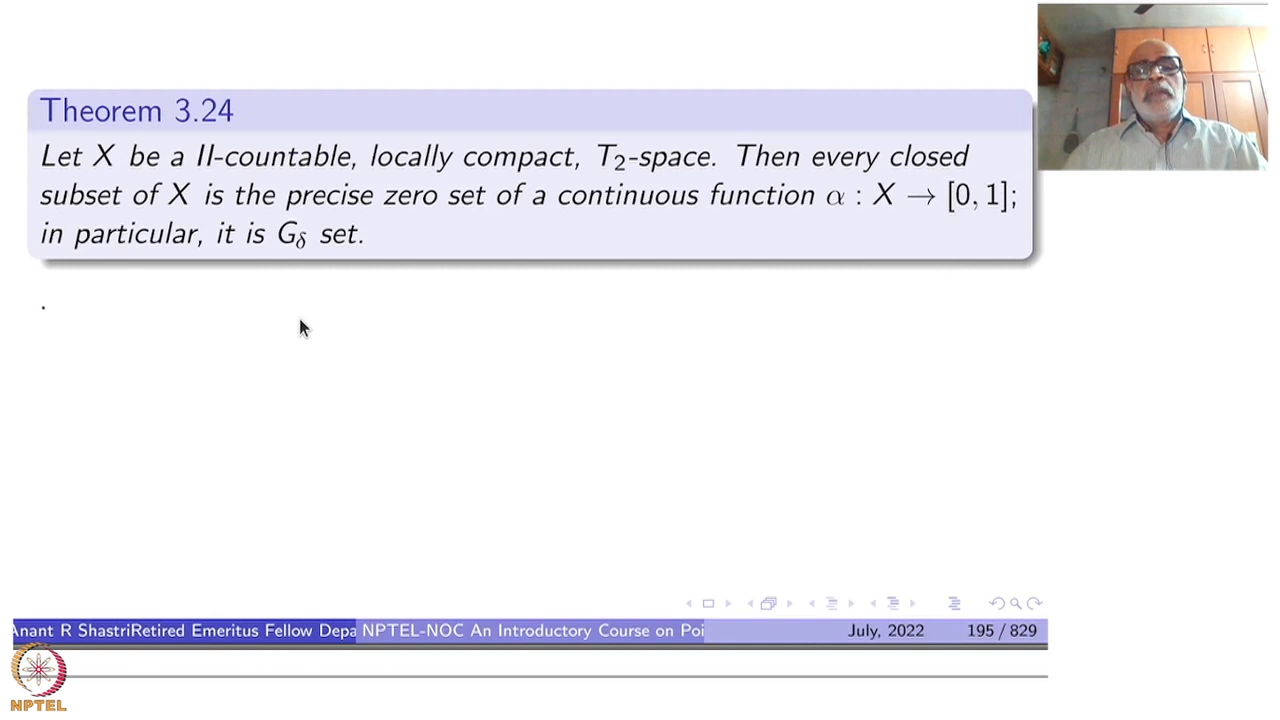 Theorem 3.24
Let X be a II-countable, locally compact, T₂-space. Then every closed
subset of X is the precise zero set of a continuous function α : X → [0, 1];
in particular, it is G_δ set.
.
Anant R ShastriRetired Emeritus Fellow Depa NPTEL-NOC An Introductory Course on Poi July, 2022 195 / 829
NPTEL